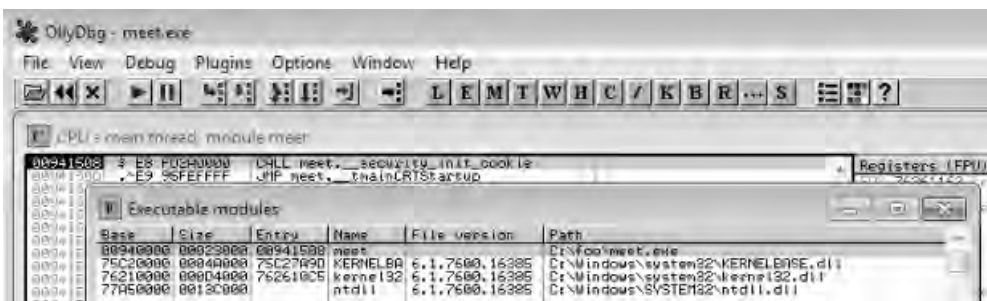 OllyDbg - meet.exe
File View Debug Plugins Options Window Help
L E M T W H C / K B R ... S ?
CPU - main thread, module meet
00941508 $ E8 FD2A0000 CALL meet.__security_init_cookie
.^E9 95FEFFFF JMP meet.__tmainCRTStartup
Registers (FPU)
Executable modules
Base Size Entry Name File version Path
00940000 00023000 00941508 meet C:\foo\meet.exe
75C20000 0004A000 75C27A9D KERNELBA 6.1.7600.16385 C:\Windows\system32\KERNELBASE.dll
76210000 000D4000 762610C5 kernel32 6.1.7600.16385 C:\Windows\system32\kernel32.dll
77A50000 0013C000 ntdll 6.1.7600.16385 C:\Windows\SYSTEM32\ntdll.dll